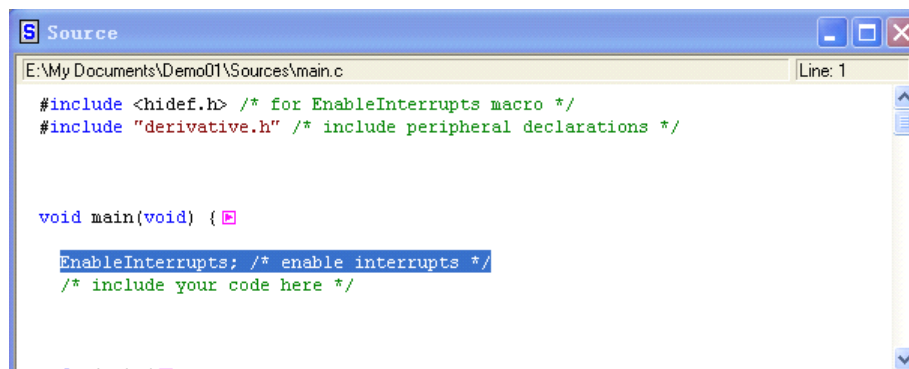 S Source
E:\My Documents\Demo01\Sources\main.c Line: 1
#include <hidef.h> /* for EnableInterrupts macro */
#include "derivative.h" /* include peripheral declarations */
void main(void) {
EnableInterrupts; /* enable interrupts */
/* include your code here */